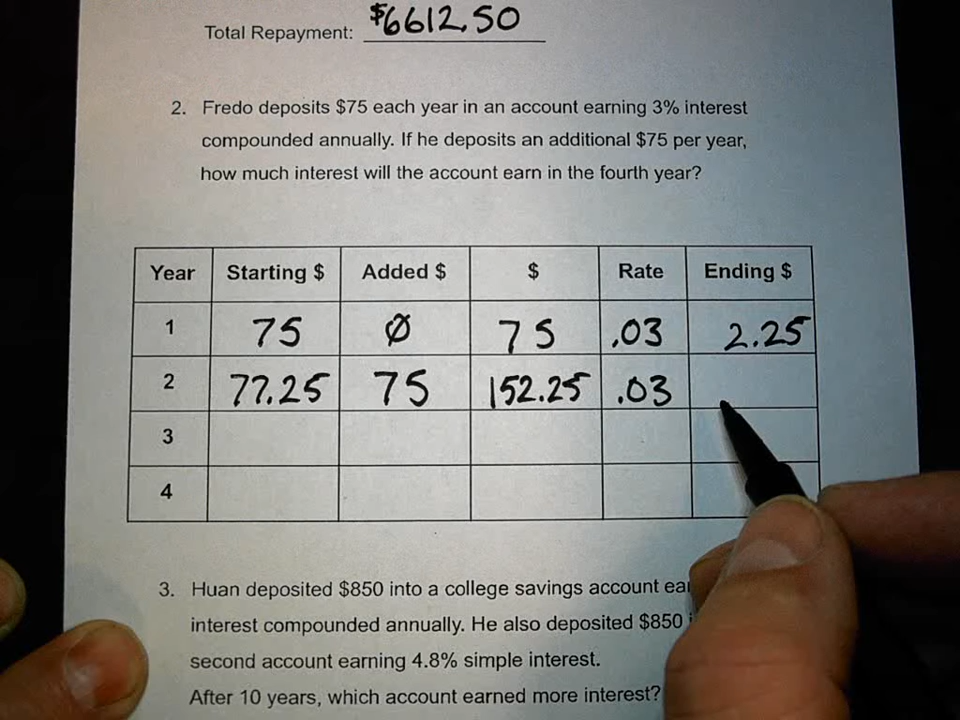 Total Repayment: $6612.50
2. Fredo deposits $75 each year in an account earning 3% interest
compounded annually. If he deposits an additional $75 per year,
how much interest will the account earn in the fourth year?
Year Starting $ Added $ $ Rate Ending $
1 75 0 75 .03 2.25
2 77.25 75 152.25 .03
3
4
3. Huan deposited $850 into a college savings account
interest compounded annually. He also deposited $850
second account earning 4.8% simple interest.
After 10 years, which account earned more interest?